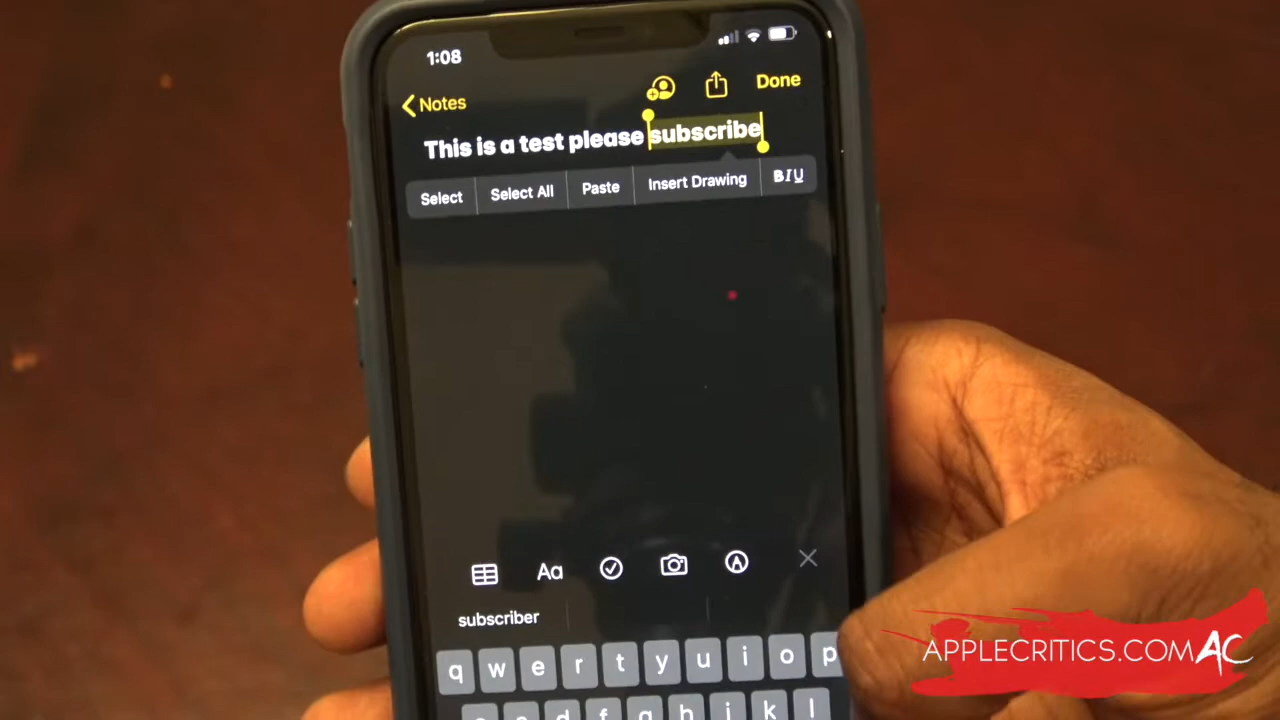 1:08
Notes
Done
This is a test please subscribe
Select Select All Paste Insert Drawing BIU
Aa
subscriber
q w e r t y u i o p
d f g h j k l
APPLECRITICS.COM AC